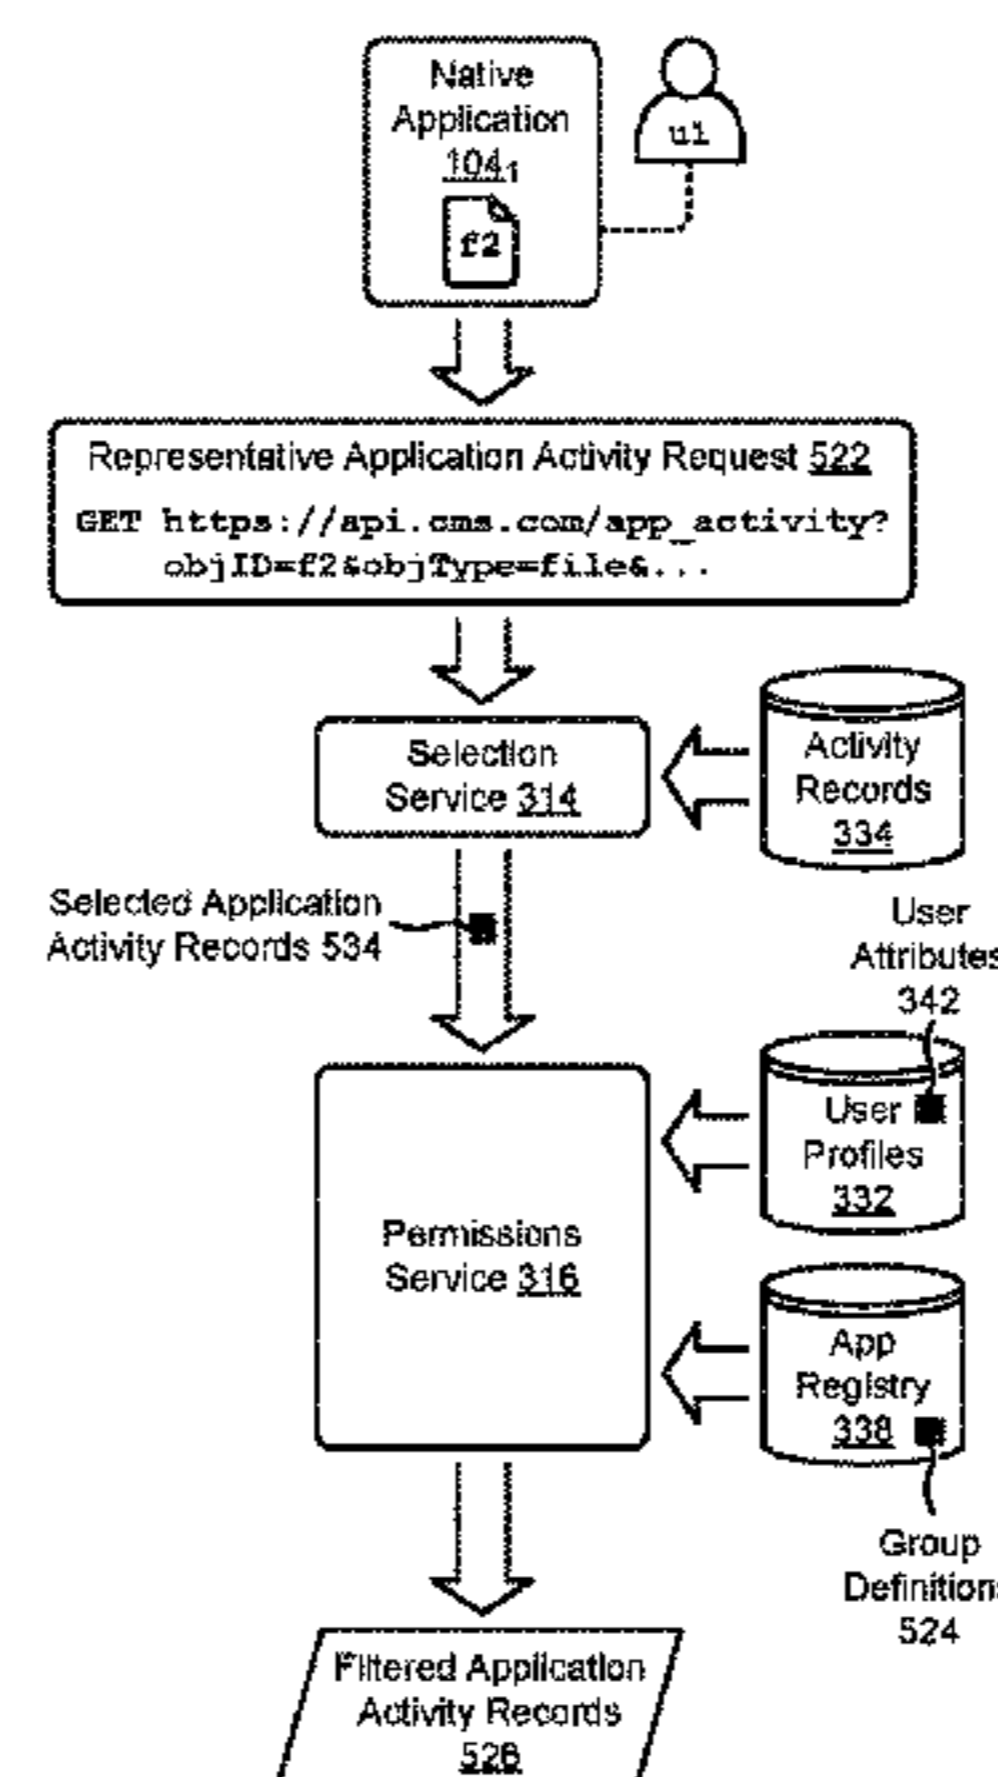 Native
Application
104₁
u1
f2
Representative Application Activity Request 522
GET https://api.cms.com/app_activity?
objID=f2&objType=file&...
Selection
Service 314
Activity
Records
334
Selected Application
Activity Records 534
User
Attributes
342
User
Profiles
332
Permissions
Service 316
App
Registry
338
Group
Definitions
524
Filtered Application
Activity Records